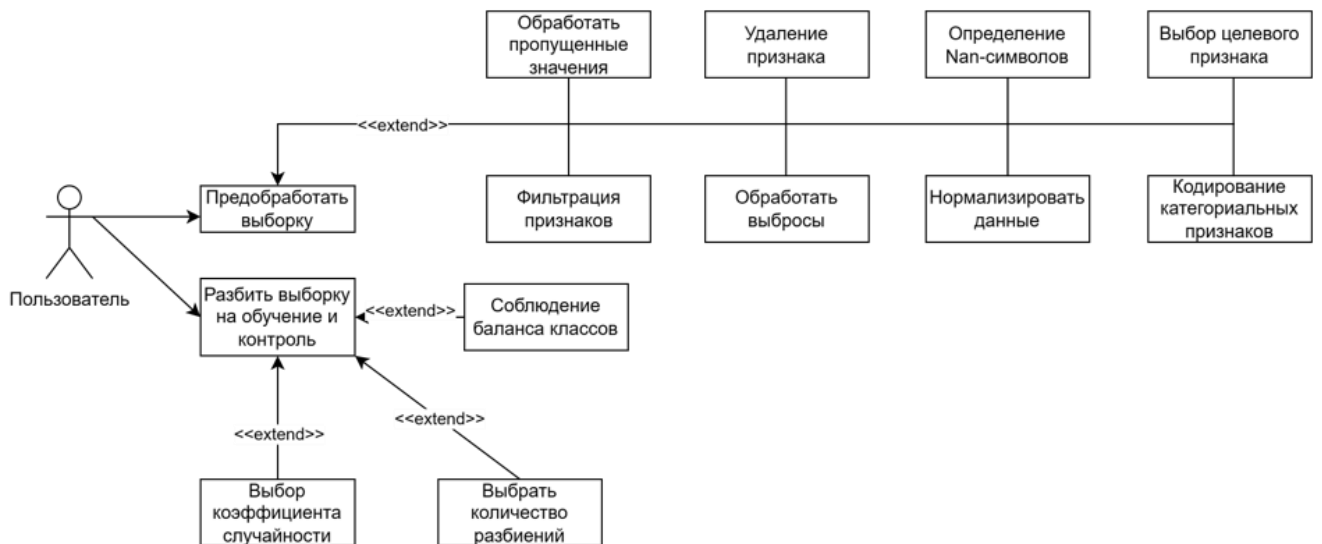 Обработать
пропущенные
значения
Удаление
признака
Определение
Nan-символов
Выбор целевого
признака
<<extend>>
Предобработать
выборку
Фильтрация
признаков
Обработать
выбросы
Нормализировать
данные
Кодирование
категориальных
признаков
Пользователь
Разбить выборку
на обучение и
контроль
<<extend>>
Соблюдение
баланса классов
<<extend>>
<<extend>>
Выбор
коэффициента
случайности
Выбрать
количество
разбиений